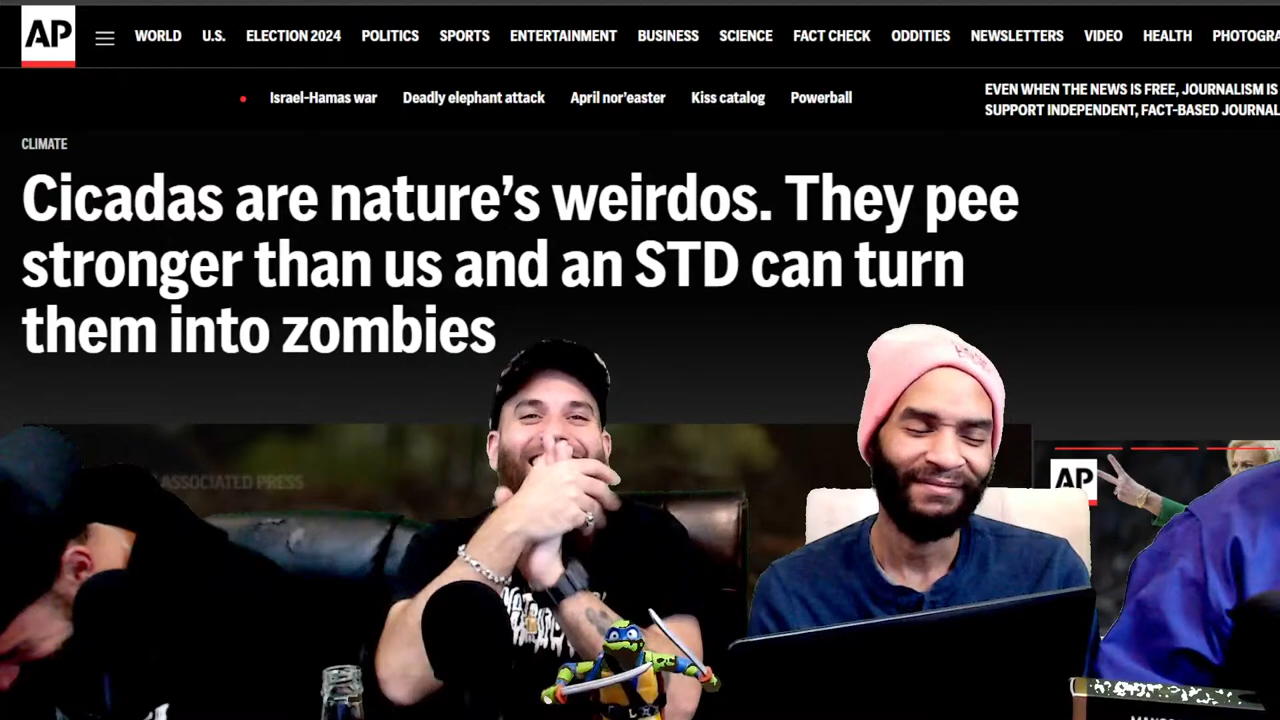 AP
WORLD U.S. ELECTION 2024 POLITICS SPORTS ENTERTAINMENT BUSINESS SCIENCE FACT CHECK ODDITIES NEWSLETTERS VIDEO HEALTH PHOTOGRA
Israel-Hamas war Deadly elephant attack April nor'easter Kiss catalog Powerball
EVEN WHEN THE NEWS IS FREE, JOURNALISM IS
SUPPORT INDEPENDENT, FACT-BASED JOURNAL
CLIMATE
Cicadas are nature’s weirdos. They pee
stronger than us and an STD can turn
them into zombies
ASSOCIATED PRESS
AP